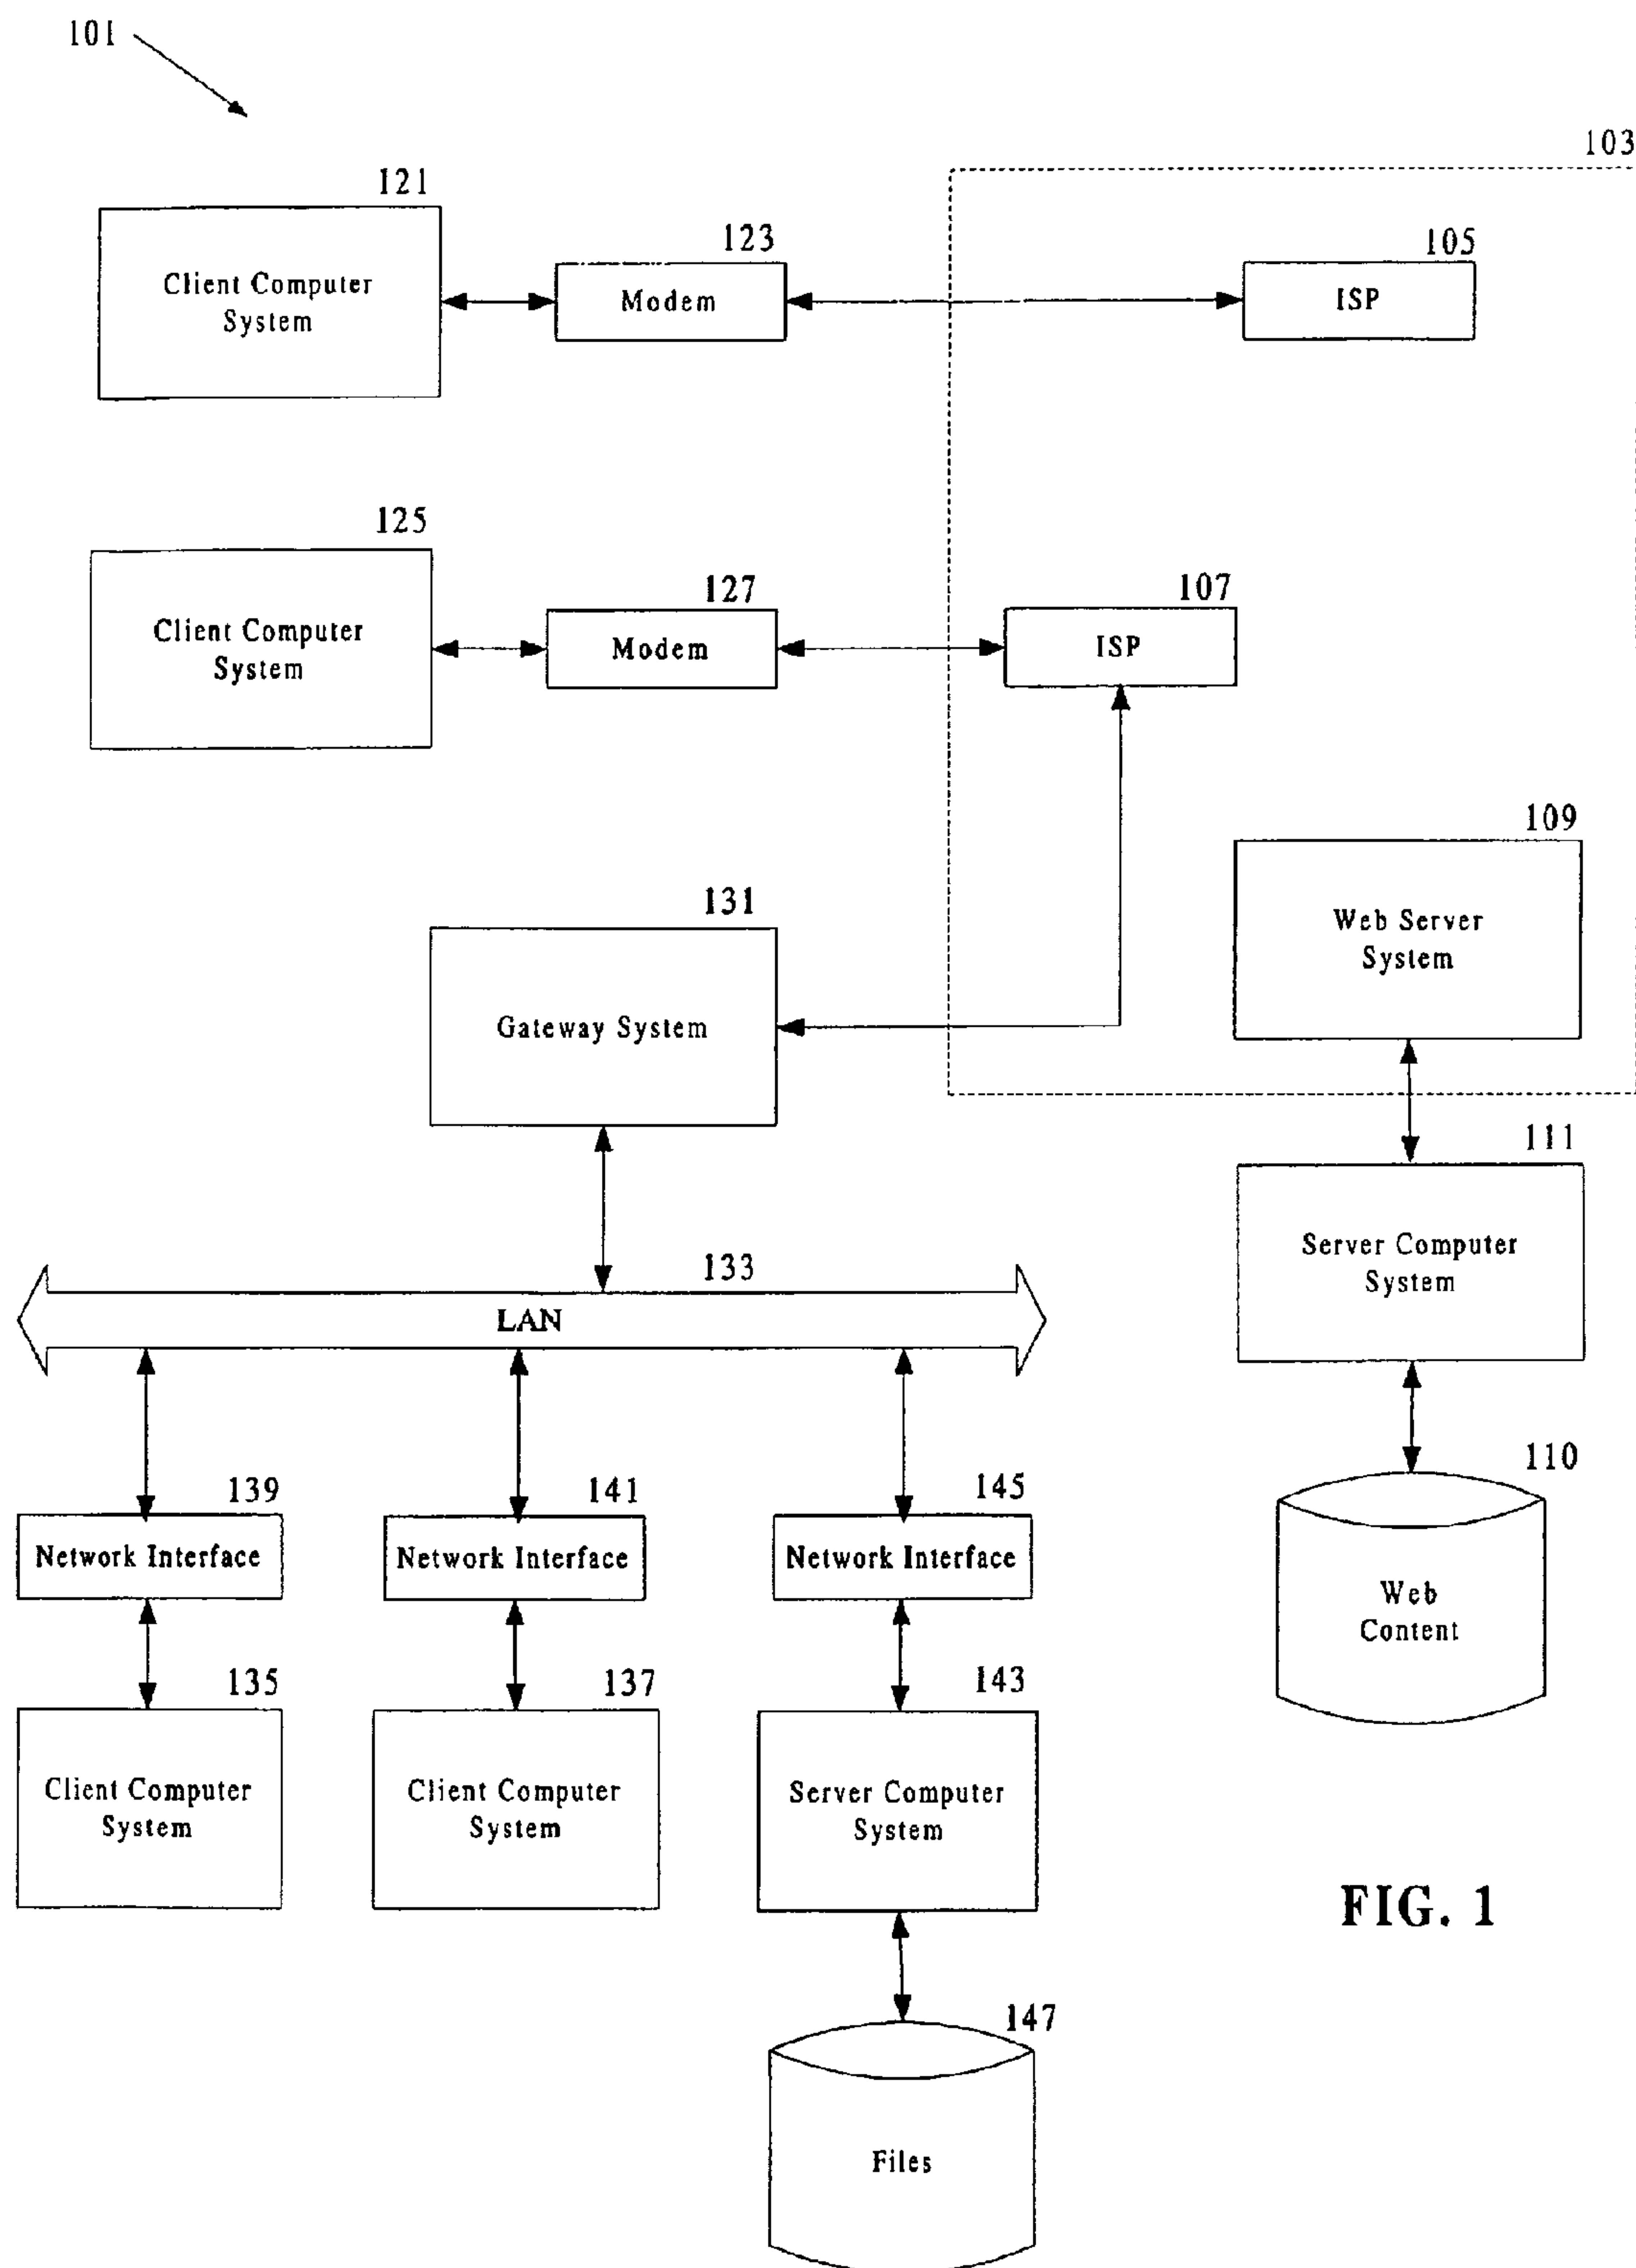 101
103
121
Client Computer
System
123
Modem
105
ISP
125
Client Computer
System
127
Modem
107
ISP
109
Web Server
System
131
Gateway System
111
Server Computer
System
133
LAN
110
Web
Content
139
Network Interface
141
Network Interface
145
Network Interface
135
Client Computer
System
137
Client Computer
System
143
Server Computer
System
147
Files
FIG. 1